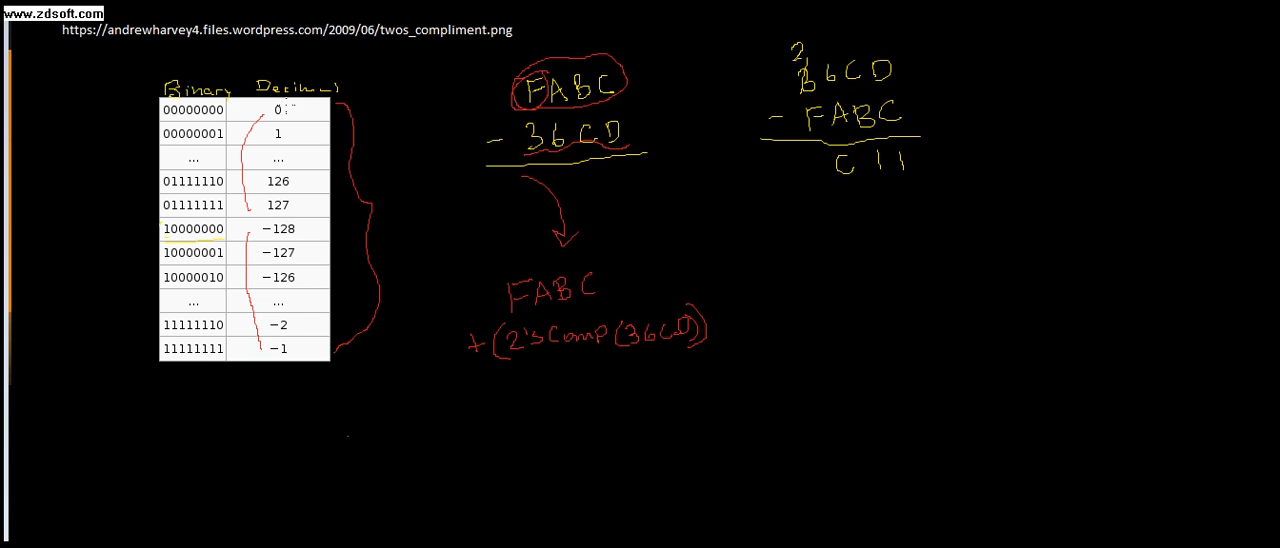 www.zdsoft.com
https://andrewharvey4.files.wordpress.com/2009/06/twos_compliment.png
Binary Decimal
00000000 0
00000001 1
... ...
01111110 126
01111111 127
10000000 −128
10000001 −127
10000010 −126
... ...
11111110 −2
11111111 −1
FABC
- 36CD
FABC
+ (2's Comp (36CD))
2
36CD
- FABC
C11